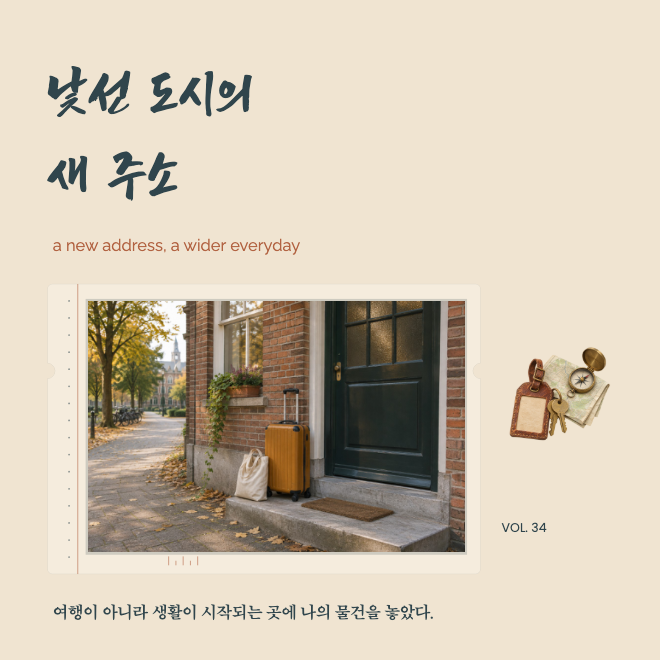 낯선 도시의
새 주소
a new address, a wider everyday
VOL. 34
여행이 아니라 생활이 시작되는 곳에 나의 물건을 놓았다.